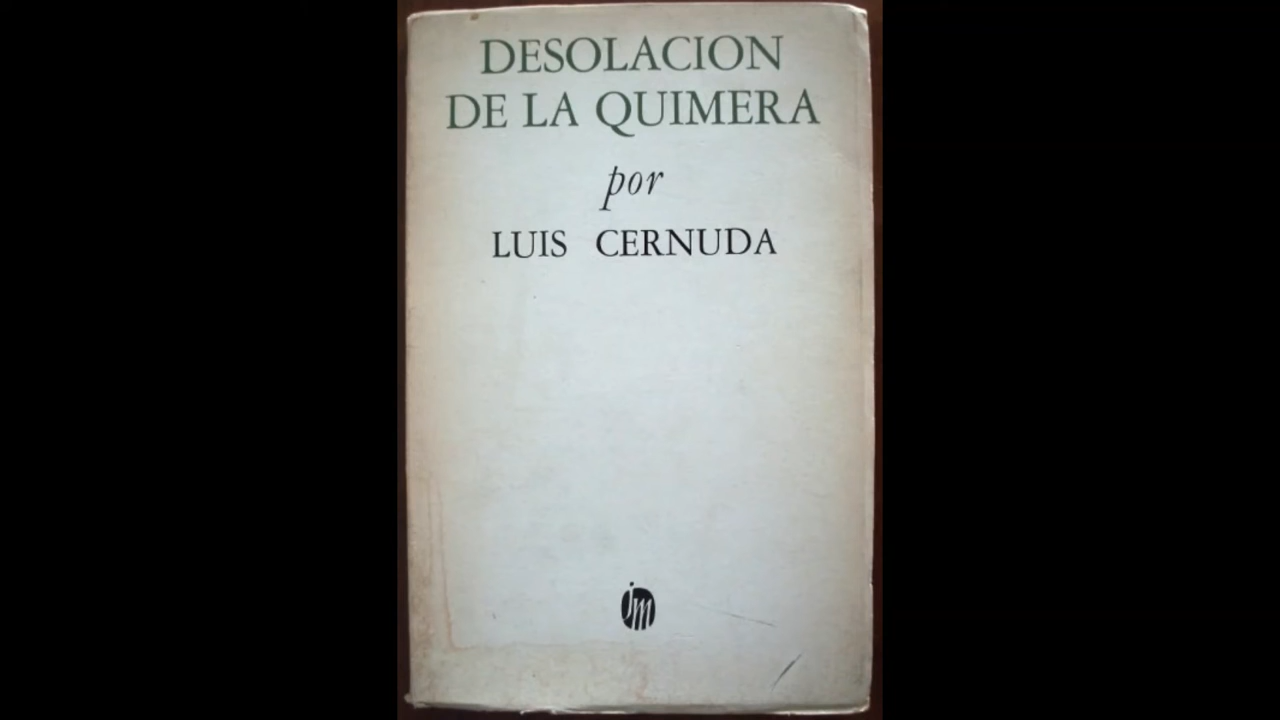 DESOLACION
DE LA QUIMERA
por
LUIS CERNUDA
jm